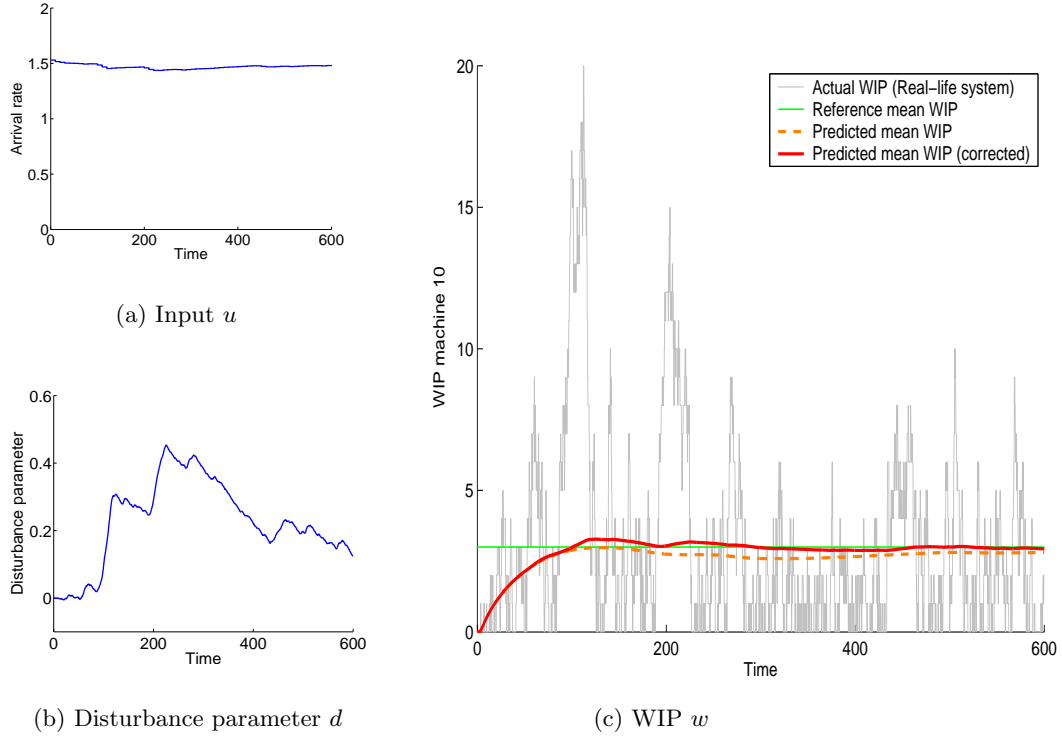 2
1.5
1
0.5
0
Arrival rate
0
200
400
600
Time
(a) Input u
0.6
0.4
0.2
0
Disturbance parameter
0
200
400
600
Time
(b) Disturbance parameter d
20
15
10
5
0
WIP machine 10
Actual WIP (Real−life system)
Reference mean WIP
Predicted mean WIP
Predicted mean WIP (corrected)
0
200
400
600
Time
(c) WIP w